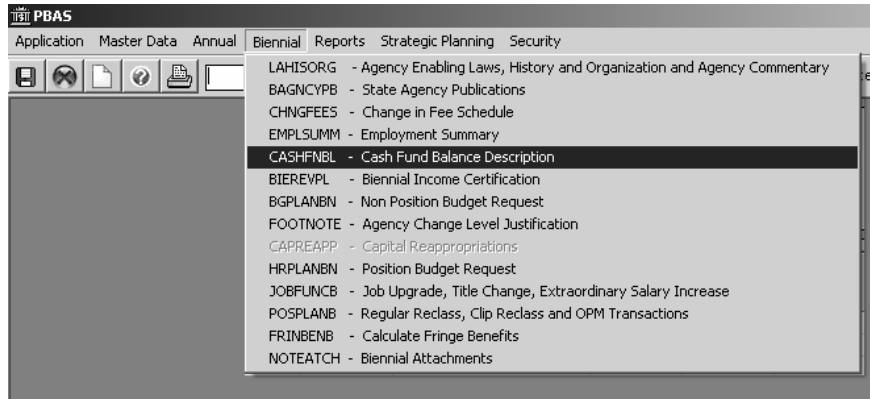 PBAS
Application Master Data Annual Biennial Reports Strategic Planning Security
LAHISORG - Agency Enabling Laws, History and Organization and Agency Commentary
BAGNCYPB - State Agency Publications
CHNGFEES - Change in Fee Schedule
EMPLSUMM - Employment Summary
CASHFNBL - Cash Fund Balance Description
BIEREVPL - Biennial Income Certification
BGPLANBN - Non Position Budget Request
FOOTNOTE - Agency Change Level Justification
CAPREAPP - Capital Reappropriations
HRPLANBN - Position Budget Request
JOBFUNCB - Job Upgrade, Title Change, Extraordinary Salary Increase
POSPLANB - Regular Reclass, Clip Reclass and OPM Transactions
FRINBENB - Calculate Fringe Benefits
NOTEATCH - Biennial Attachments